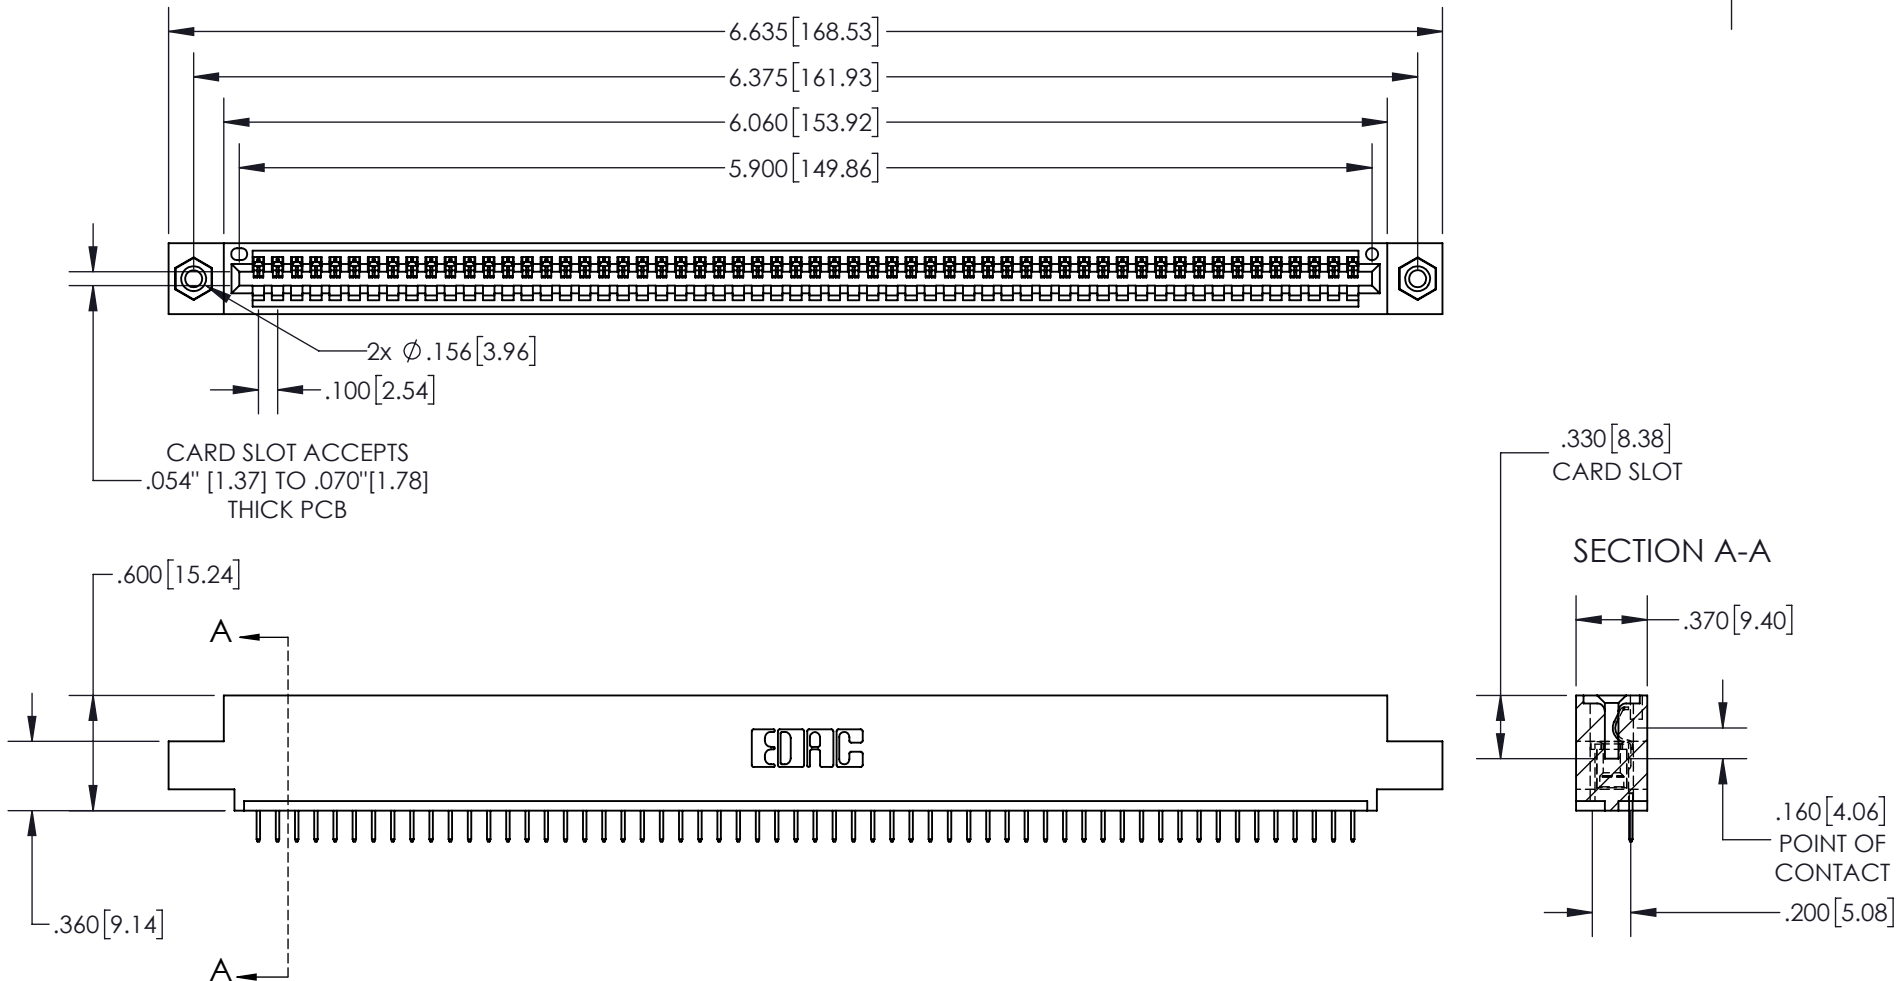 6.635[168.53]
6.375[161.93]
6.060[153.92]
5.900[149.86]
2x Ø.156[3.96]
.100[2.54]
CARD SLOT ACCEPTS
.054" [1.37] TO .070"[1.78]
THICK PCB
.330[8.38]
CARD SLOT
SECTION A-A
.600[15.24]
.370[9.40]
A
EDAC
.160[4.06]
POINT OF
CONTACT
.360[9.14]
.200[5.08]
A